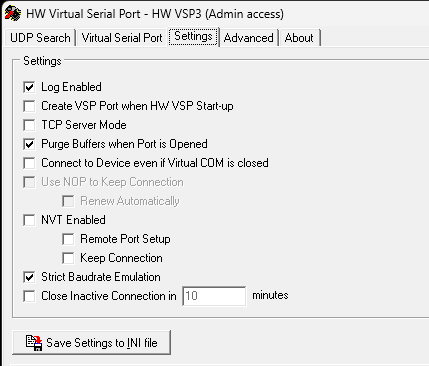 HW Virtual Serial Port - HW VSP3 (Admin access)
UDP Search Virtual Serial Port Settings Advanced About
Settings
Log Enabled
Create VSP Port when HW VSP Start-up
TCP Server Mode
Purge Buffers when Port is Opened
Connect to Device even if Virtual COM is closed
Use NOP to Keep Connection
Renew Automatically
NVT Enabled
Remote Port Setup
Keep Connection
Strict Baudrate Emulation
Close Inactive Connection in 10 minutes
Save Settings to INI file